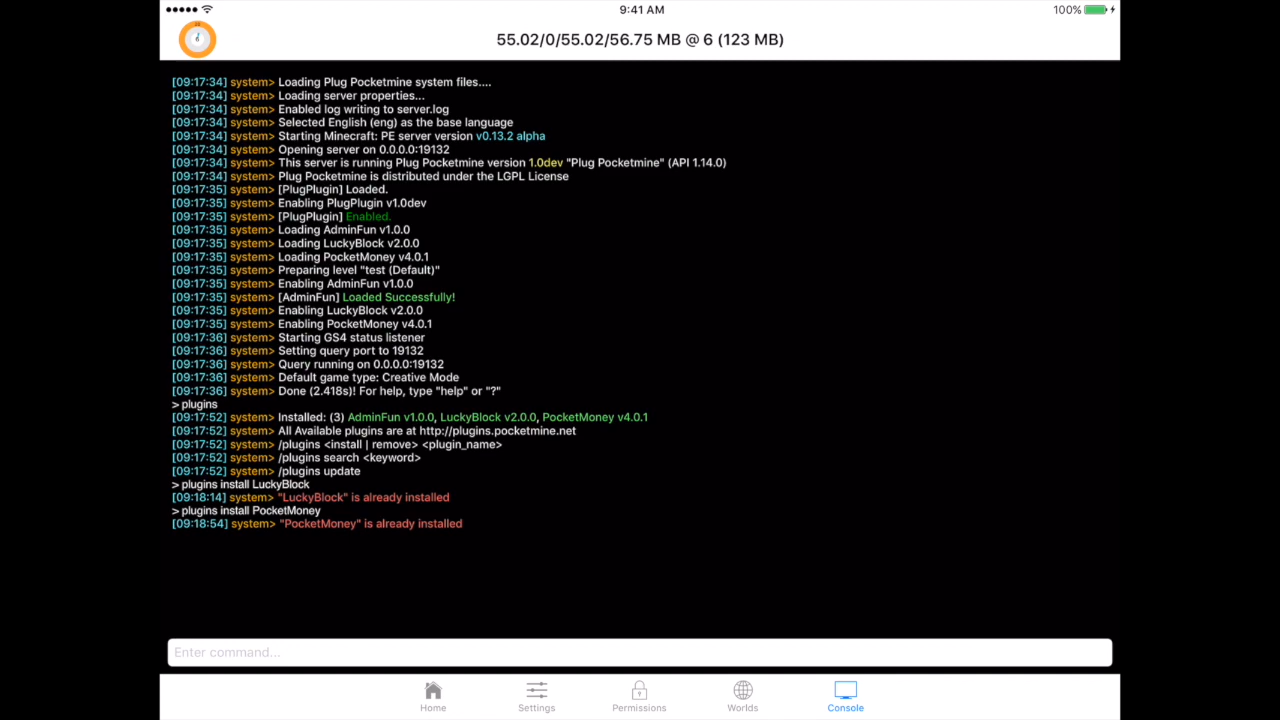 9:41 AM
100%
55.02/0/55.02/56.75 MB @ 6 (123 MB)
[09:17:34] system> Loading Plug Pocketmine system files....
[09:17:34] system> Loading server properties...
[09:17:34] system> Enabled log writing to server.log
[09:17:34] system> Selected English (eng) as the base language
[09:17:34] system> Starting Minecraft: PE server version v0.13.2 alpha
[09:17:34] system> Opening server on 0.0.0.0:19132
[09:17:34] system> This server is running Plug Pocketmine version 1.0dev "Plug Pocketmine" (API 1.14.0)
[09:17:34] system> Plug Pocketmine is distributed under the LGPL License
[09:17:35] system> [PlugPlugin] Loaded.
[09:17:35] system> Enabling PlugPlugin v1.0dev
[09:17:35] system> [PlugPlugin] Enabled.
[09:17:35] system> Loading AdminFun v1.0.0
[09:17:35] system> Loading LuckyBlock v2.0.0
[09:17:35] system> Loading PocketMoney v4.0.1
[09:17:35] system> Preparing level "test (Default)"
[09:17:35] system> Enabling AdminFun v1.0.0
[09:17:35] system> [AdminFun] Loaded Successfully!
[09:17:35] system> Enabling LuckyBlock v2.0.0
[09:17:35] system> Enabling PocketMoney v4.0.1
[09:17:36] system> Starting GS4 status listener
[09:17:36] system> Setting query port to 19132
[09:17:36] system> Query running on 0.0.0.0:19132
[09:17:36] system> Default game type: Creative Mode
[09:17:36] system> Done (2.418s)! For help, type "help" or "?"
> plugins
[09:17:52] system> Installed: (3) AdminFun v1.0.0, LuckyBlock v2.0.0, PocketMoney v4.0.1
[09:17:52] system> All Available plugins are at http://plugins.pocketmine.net
[09:17:52] system> /plugins <install | remove> <plugin_name>
[09:17:52] system> /plugins search <keyword>
[09:17:52] system> /plugins update
> plugins install LuckyBlock
[09:18:14] system> "LuckyBlock" is already installed
> plugins install PocketMoney
[09:18:54] system> "PocketMoney" is already installed
Enter command...
Home
Settings
Permissions
Worlds
Console